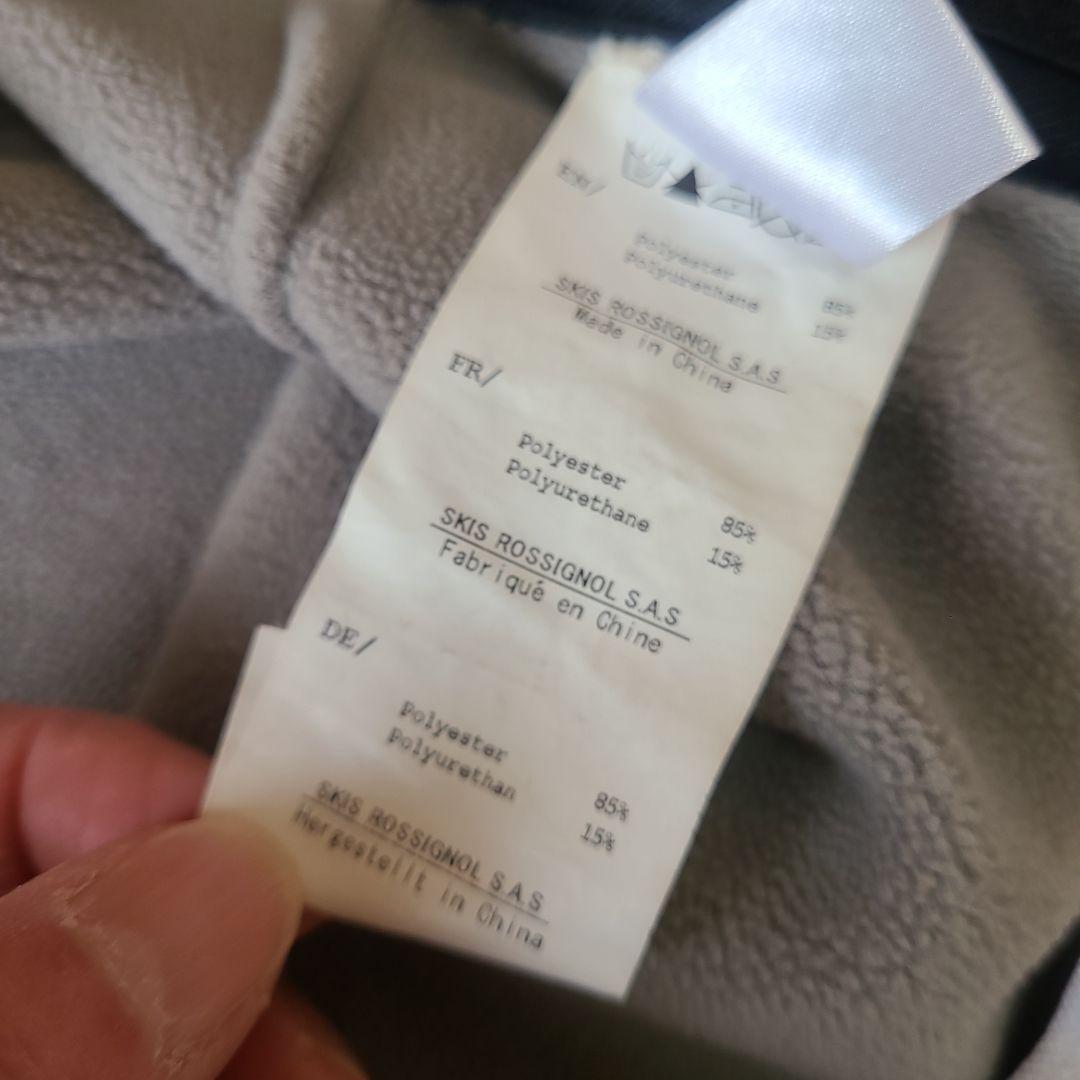 EN/
Polyester 85%
Polyurethane 15%
SKIS ROSSIGNOL S.A.S
Made in China
FR/
Polyester 85%
Polyurethane 15%
SKIS ROSSIGNOL S.A.S
Fabriqué en Chine
DE/
Polyester 85%
Polyurethan 15%
SKIS ROSSIGNOL S.A.S
Hergestellt in China